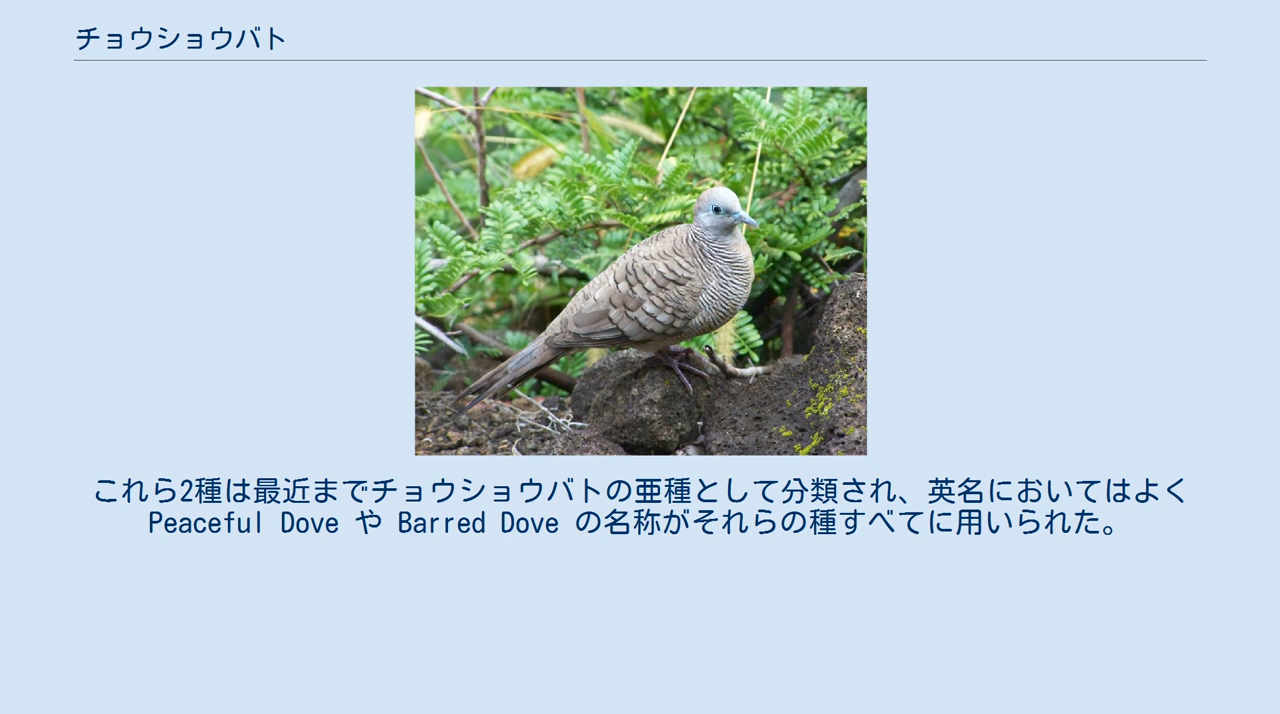 チョウショウバト
これら2種は最近までチョウショウバトの亜種として分類され、英名においてはよく
Peaceful Dove や Barred Dove の名称がそれらの種すべてに用いられた。